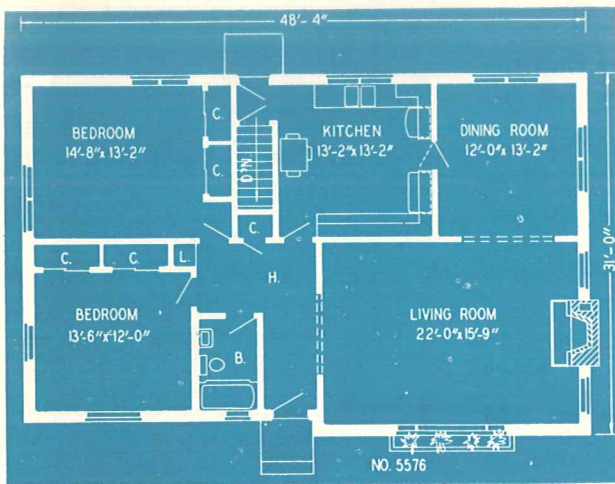 48'-4"
BEDROOM
14'-8"x 13'-2"
C.
C.
D'N.
KITCHEN
13'-2"x 13'-2"
DINING ROOM
12'-0"x 13'-2"
31'-0"
C.
C.
C.
L.
H.
BEDROOM
13'-6"x 12'-0"
B.
LIVING ROOM
22'-0"x 15'-9"
NO. 5576